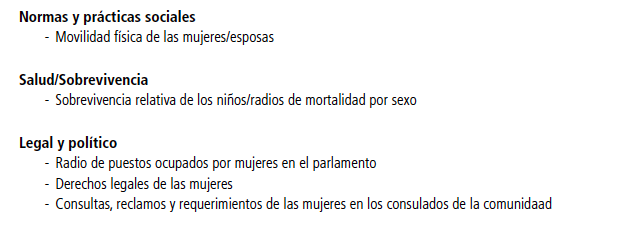 Normas y prácticas sociales
- Movilidad física de las mujeres/esposas
Salud/Sobrevivencia
- Sobrevivencia relativa de los niños/radios de mortalidad por sexo
Legal y político
- Radio de puestos ocupados por mujeres en el parlamento
- Derechos legales de las mujeres
- Consultas, reclamos y requerimientos de las mujeres en los consulados de la comunidaad